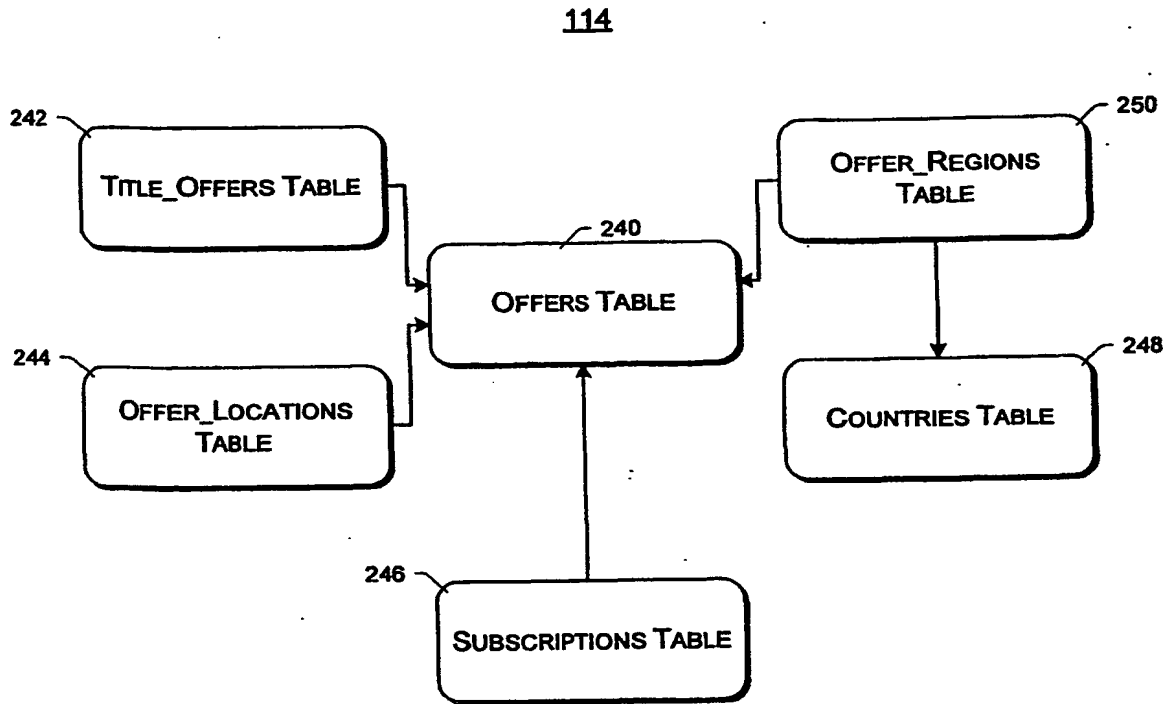 114
242
TITLE_OFFERS TABLE
250
OFFER_REGIONS
TABLE
240
OFFERS TABLE
244
OFFER_LOCATIONS
TABLE
248
COUNTRIES TABLE
246
SUBSCRIPTIONS TABLE